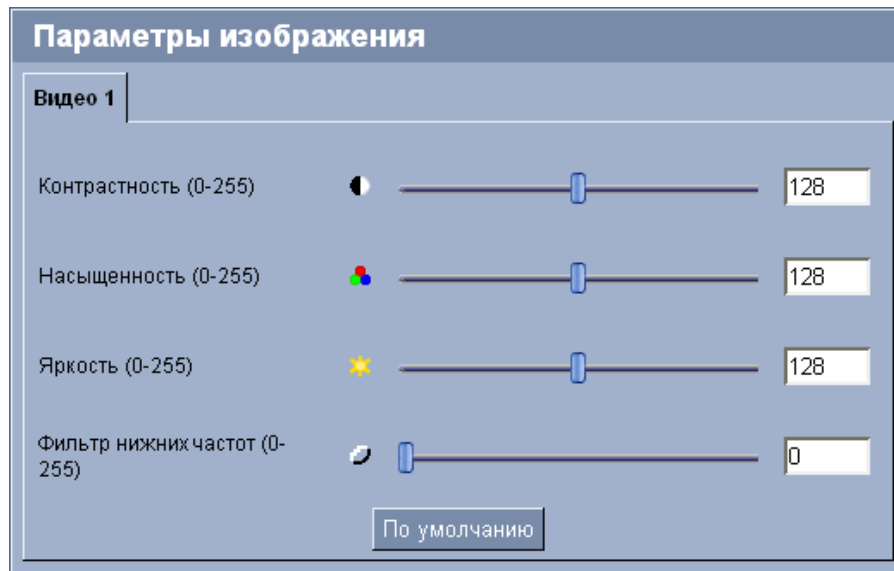 Параметры изображения
Видео 1
Контрастность (0-255)
128
Насыщенность (0-255)
128
Яркость (0-255)
128
Фильтр нижних частот (0-
255)
0
По умолчанию